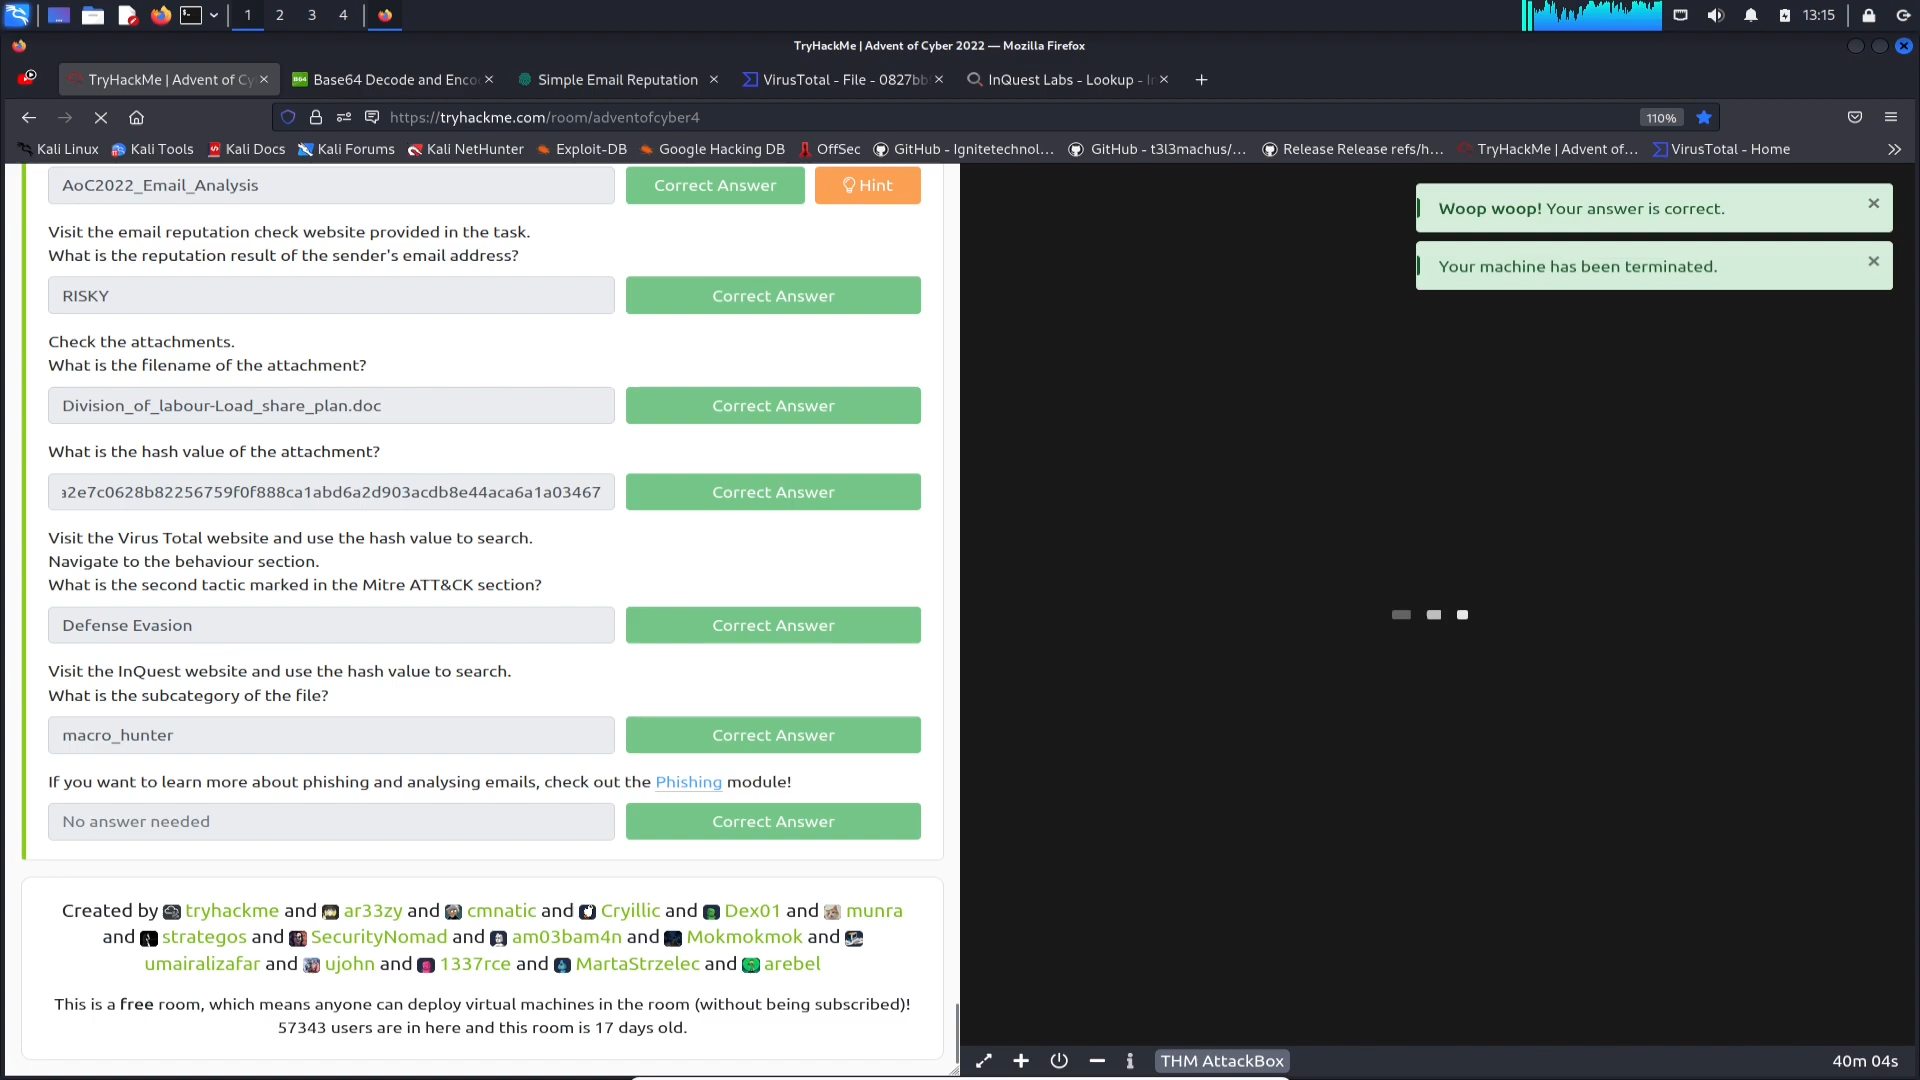 1 2 3 4
13:15
TryHackMe | Advent of Cyber 2022 — Mozilla Firefox
TryHackMe | Advent of Cy
Base64 Decode and Enco
Simple Email Reputation
VirusTotal - File - 0827bb
InQuest Labs - Lookup - In
https://tryhackme.com/room/adventofcyber4
110%
Kali Linux
Kali Tools
Kali Docs
Kali Forums
Kali NetHunter
Exploit-DB
Google Hacking DB
OffSec
GitHub - Ignitetechnol...
GitHub - t3l3machus/...
Release Release refs/h...
TryHackMe | Advent of...
VirusTotal - Home
AoC2022_Email_Analysis
Correct Answer
Hint
Visit the email reputation check website provided in the task.
What is the reputation result of the sender's email address?
RISKY
Correct Answer
Check the attachments.
What is the filename of the attachment?
Division_of_labour-Load_share_plan.doc
Correct Answer
What is the hash value of the attachment?
a2e7c0628b82256759f0f888ca1abd6a2d903acdb8e44aca6a1a03467
Correct Answer
Visit the Virus Total website and use the hash value to search.
Navigate to the behaviour section.
What is the second tactic marked in the Mitre ATT&CK section?
Defense Evasion
Correct Answer
Visit the InQuest website and use the hash value to search.
What is the subcategory of the file?
macro_hunter
Correct Answer
If you want to learn more about phishing and analysing emails, check out the Phishing module!
No answer needed
Correct Answer
Created by tryhackme and ar33zy and cmnatic and Cryillic and Dex01 and munra
and strategos and SecurityNomad and am03bam4n and Mokmokmok and
umairalizafar and ujohn and 1337rce and MartaStrzelec and arebel
This is a free room, which means anyone can deploy virtual machines in the room (without being subscribed)!
57343 users are in here and this room is 17 days old.
Woop woop! Your answer is correct.
Your machine has been terminated.
THM AttackBox
40m 04s